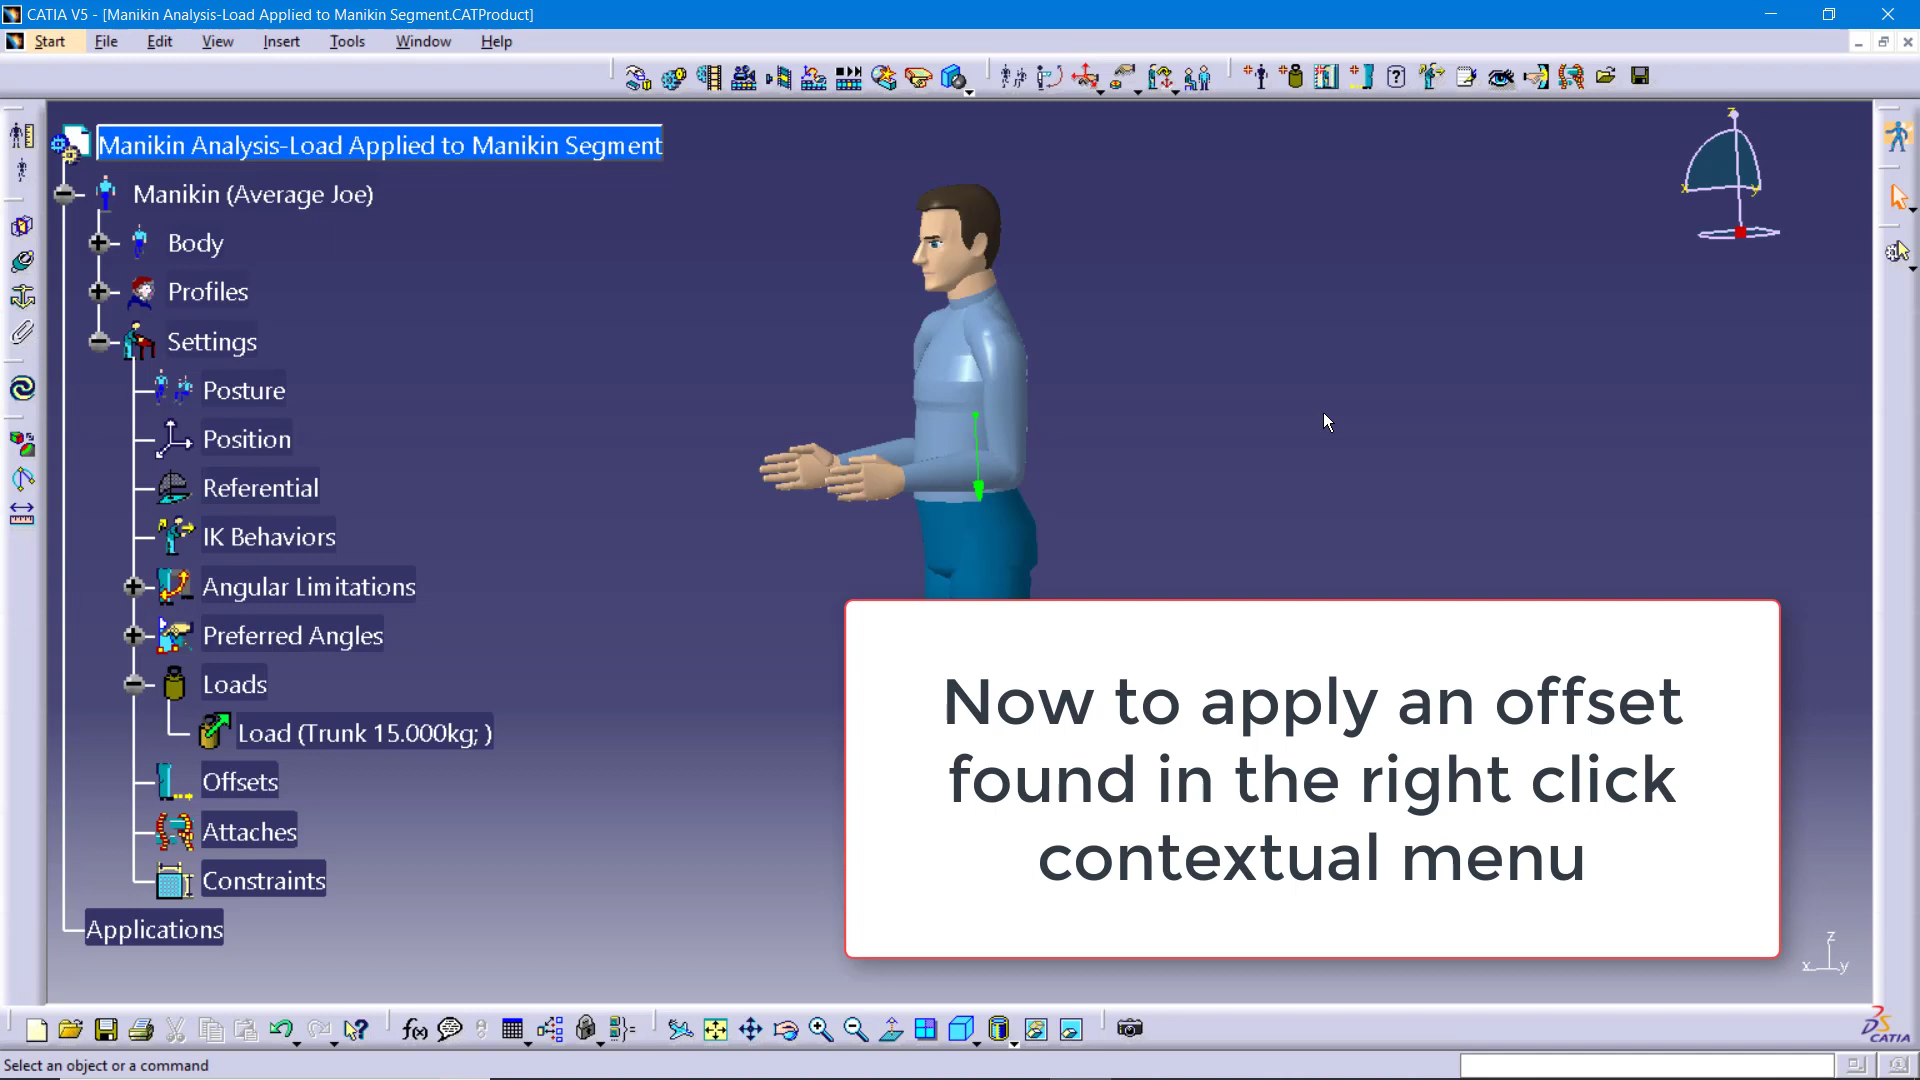 CATIA V5 - [Manikin Analysis-Load Applied to Manikin Segment.CATProduct]
Start File Edit View Insert Tools Window Help
Manikin Analysis-Load Applied to Manikin Segment
Manikin (Average Joe)
Body
Profiles
Settings
Posture
Position
Referential
IK Behaviors
Angular Limitations
Preferred Angles
Loads
Load (Trunk 15.000kg; )
Offsets
Attaches
Constraints
Applications
z
x
y
Now to apply an offset
found in the right click
contextual menu
z
x
y
f(x)
CATIA
Select an object or a command